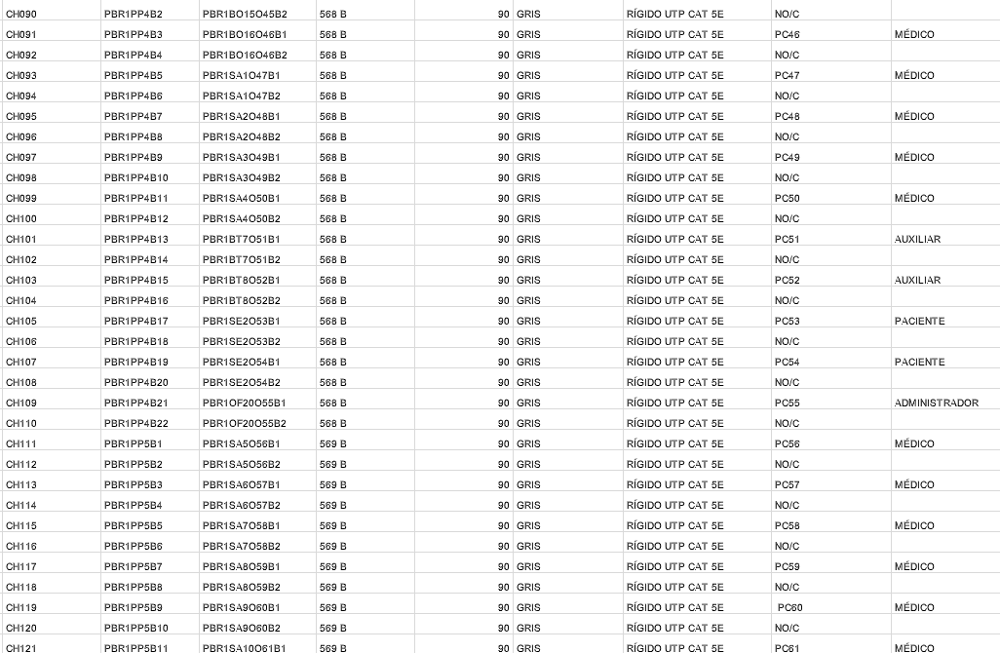 CH090 PBR1PP4B2 PBR1BO15O45B2 568 B 90 GRIS RÍGIDO UTP CAT 5E NO/C
CH091 PBR1PP4B3 PBR1BO16O46B1 568 B 90 GRIS RÍGIDO UTP CAT 5E PC46 MÉDICO
CH092 PBR1PP4B4 PBR1BO16O46B2 568 B 90 GRIS RÍGIDO UTP CAT 5E NO/C
CH093 PBR1PP4B5 PBR1SA1O47B1 568 B 90 GRIS RÍGIDO UTP CAT 5E PC47 MÉDICO
CH094 PBR1PP4B6 PBR1SA1O47B2 568 B 90 GRIS RÍGIDO UTP CAT 5E NO/C
CH095 PBR1PP4B7 PBR1SA2O48B1 568 B 90 GRIS RÍGIDO UTP CAT 5E PC48 MÉDICO
CH096 PBR1PP4B8 PBR1SA2O48B2 568 B 90 GRIS RÍGIDO UTP CAT 5E NO/C
CH097 PBR1PP4B9 PBR1SA3O49B1 568 B 90 GRIS RÍGIDO UTP CAT 5E PC49 MÉDICO
CH098 PBR1PP4B10 PBR1SA3O49B2 568 B 90 GRIS RÍGIDO UTP CAT 5E NO/C
CH099 PBR1PP4B11 PBR1SA4O50B1 568 B 90 GRIS RÍGIDO UTP CAT 5E PC50 MÉDICO
CH100 PBR1PP4B12 PBR1SA4O50B2 568 B 90 GRIS RÍGIDO UTP CAT 5E NO/C
CH101 PBR1PP4B13 PBR1BT7O51B1 568 B 90 GRIS RÍGIDO UTP CAT 5E PC51 AUXILIAR
CH102 PBR1PP4B14 PBR1BT7O51B2 568 B 90 GRIS RÍGIDO UTP CAT 5E NO/C
CH103 PBR1PP4B15 PBR1BT8O52B1 568 B 90 GRIS RÍGIDO UTP CAT 5E PC52 AUXILIAR
CH104 PBR1PP4B16 PBR1BT8O52B2 568 B 90 GRIS RÍGIDO UTP CAT 5E NO/C
CH105 PBR1PP4B17 PBR1SE2O53B1 568 B 90 GRIS RÍGIDO UTP CAT 5E PC53 PACIENTE
CH106 PBR1PP4B18 PBR1SE2O53B2 568 B 90 GRIS RÍGIDO UTP CAT 5E NO/C
CH107 PBR1PP4B19 PBR1SE2O54B1 568 B 90 GRIS RÍGIDO UTP CAT 5E PC54 PACIENTE
CH108 PBR1PP4B20 PBR1SE2O54B2 568 B 90 GRIS RÍGIDO UTP CAT 5E NO/C
CH109 PBR1PP4B21 PBR1OF20O55B1 568 B 90 GRIS RÍGIDO UTP CAT 5E PC55 ADMINISTRADOR
CH110 PBR1PP4B22 PBR1OF20O55B2 568 B 90 GRIS RÍGIDO UTP CAT 5E NO/C
CH111 PBR1PP5B1 PBR1SA5O56B1 569 B 90 GRIS RÍGIDO UTP CAT 5E PC56 MÉDICO
CH112 PBR1PP5B2 PBR1SA5O56B2 569 B 90 GRIS RÍGIDO UTP CAT 5E NO/C
CH113 PBR1PP5B3 PBR1SA6O57B1 569 B 90 GRIS RÍGIDO UTP CAT 5E PC57 MÉDICO
CH114 PBR1PP5B4 PBR1SA6O57B2 569 B 90 GRIS RÍGIDO UTP CAT 5E NO/C
CH115 PBR1PP5B5 PBR1SA7O58B1 569 B 90 GRIS RÍGIDO UTP CAT 5E PC58 MÉDICO
CH116 PBR1PP5B6 PBR1SA7O58B2 569 B 90 GRIS RÍGIDO UTP CAT 5E NO/C
CH117 PBR1PP5B7 PBR1SA8O59B1 569 B 90 GRIS RÍGIDO UTP CAT 5E PC59 MÉDICO
CH118 PBR1PP5B8 PBR1SA8O59B2 569 B 90 GRIS RÍGIDO UTP CAT 5E NO/C
CH119 PBR1PP5B9 PBR1SA9O60B1 569 B 90 GRIS RÍGIDO UTP CAT 5E PC60 MÉDICO
CH120 PBR1PP5B10 PBR1SA9O60B2 569 B 90 GRIS RÍGIDO UTP CAT 5E NO/C
CH121 PBR1PP5B11 PBR1SA10O61B1 569 B 90 GRIS RÍGIDO UTP CAT 5E PC61 MÉDICO